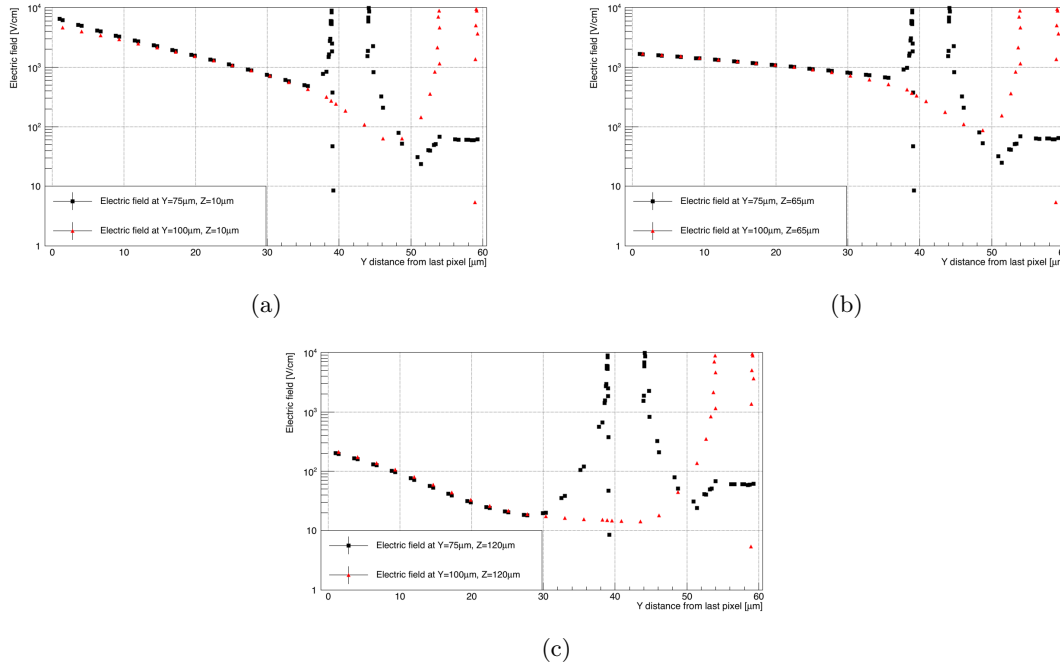 Electric field [V/cm]
10⁴
10³
10²
10
1
Electric field at Y=75μm, Z=10μm
Electric field at Y=100μm, Z=10μm
0 10 20 30 40 50 60
Y distance from last pixel [μm]
(a)
Electric field [V/cm]
10⁴
10³
10²
10
1
Electric field at Y=75μm, Z=65μm
Electric field at Y=100μm, Z=65μm
0 10 20 30 40 50 60
Y distance from last pixel [μm]
(b)
Electric field [V/cm]
10⁴
10³
10²
10
1
Electric field at Y=75μm, Z=120μm
Electric field at Y=100μm, Z=120μm
0 10 20 30 40 50 60
Y distance from last pixel [μm]
(c)